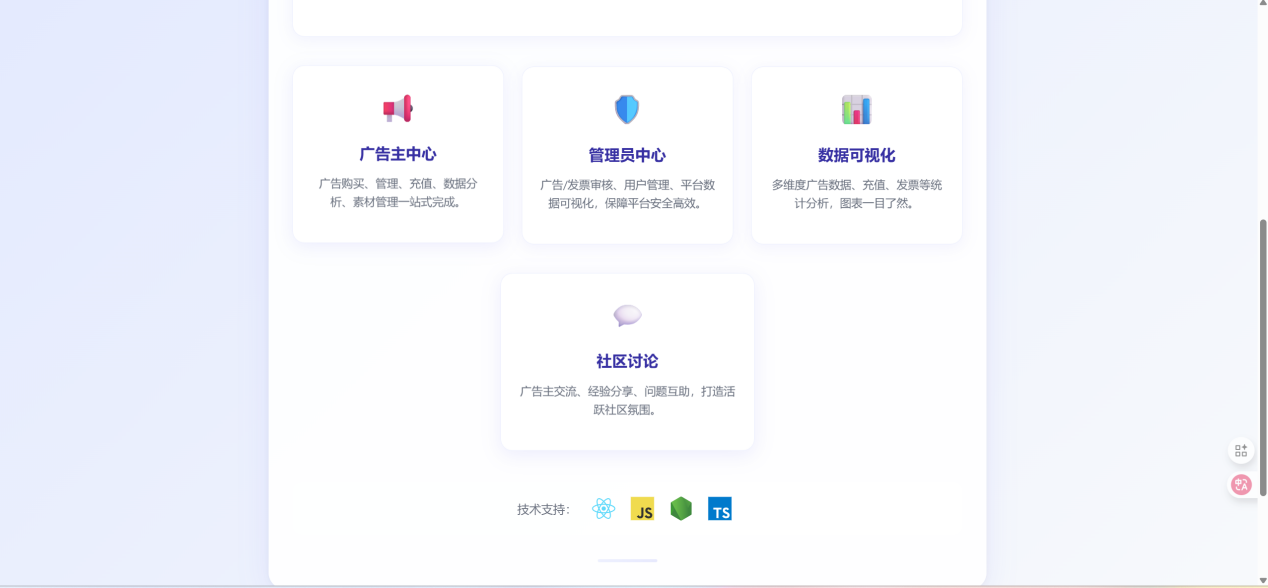 广告主中心
广告购买、管理、充值、数据分
析、素材管理一站式完成。
管理员中心
广告/发票审核、用户管理、平台数
据可视化，保障平台安全高效。
数据可视化
多维度广告数据、充值、发票等统
计分析，图表一目了然。
社区讨论
广告主交流、经验分享、问题互助，打造活
跃社区氛围。
技术支持： JS TS
中 A